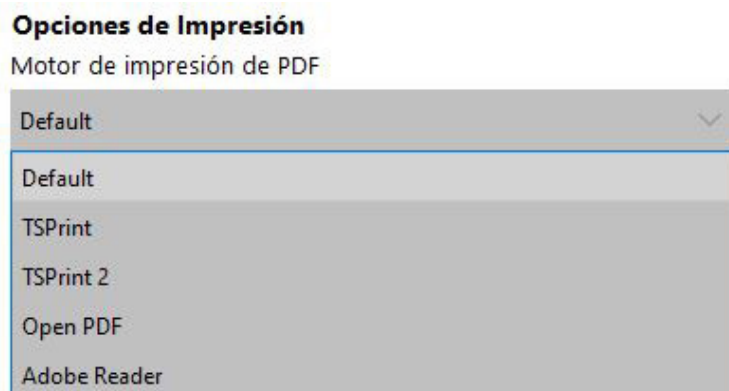 Opciones de Impresión
Motor de impresión de PDF
Default
Default
TSPrint
TSPrint 2
Open PDF
Adobe Reader